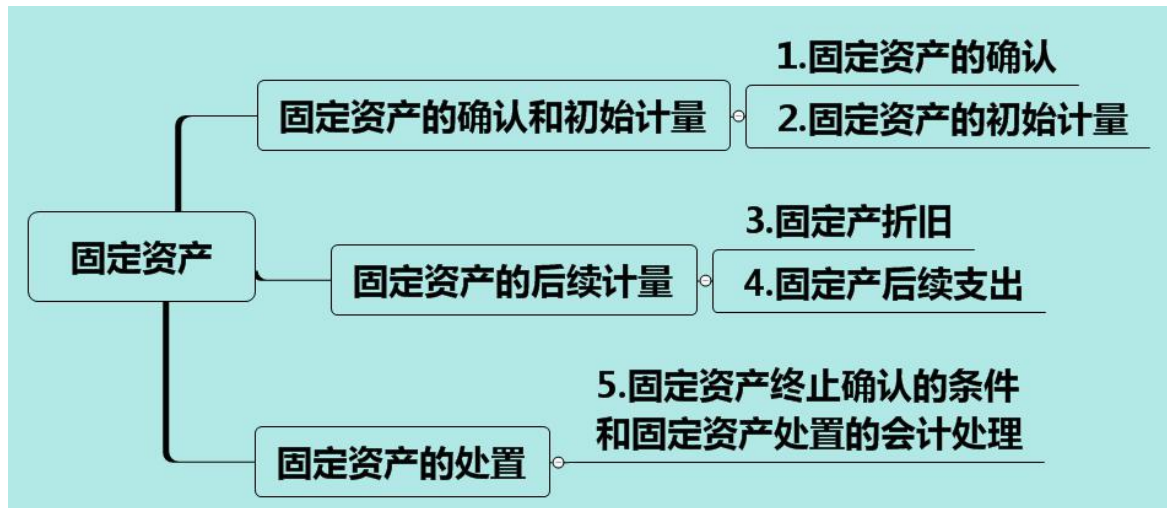 固定资产
固定资产的确认和初始计量
1.固定资产的确认
2.固定资产的初始计量
固定资产的后续计量
3.固定产折旧
4.固定产后续支出
固定资产的处置
5.固定资产终止确认的条件
和固定资产处置的会计处理